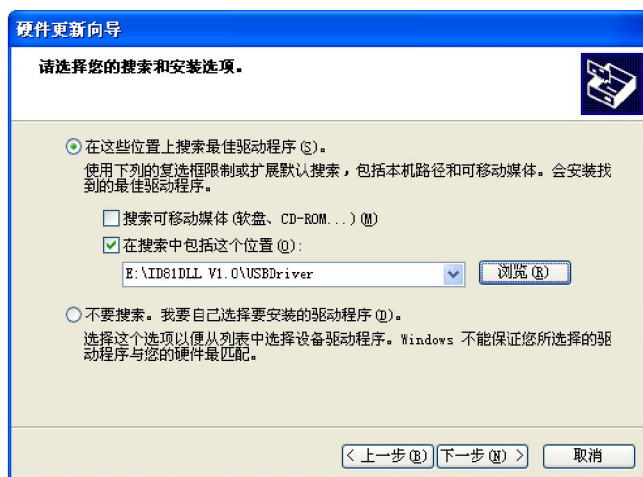 硬件更新向导
请选择您的搜索和安装选项。
在这些位置上搜索最佳驱动程序(S)。
使用下列的复选框限制或扩展默认搜索，包括本机路径和可移动媒体。会安装找
到的最佳驱动程序。
搜索可移动媒体(软盘、CD-ROM...)(M)
在搜索中包括这个位置(O):
E:\ID81DLL V1.0\USBDriver
浏览(R)
不要搜索。我要自己选择要安装的驱动程序(D)。
选择这个选项以便从列表中选择设备驱动程序。Windows 不能保证您所选择的驱
动程序与您的硬件最匹配。
< 上一步(B) 下一步(N) > 取消